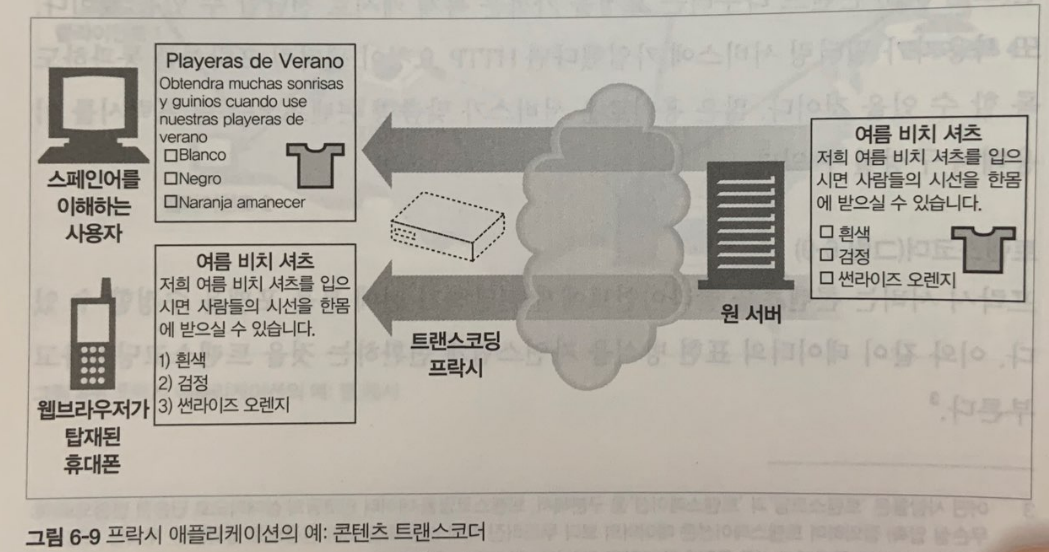 Playeras de Verano
Obtendra muchas sonrisas
y guinios cuando use
nuestras playeras de
verano
□Blanco
□Negro
□Naranja amanecer
스페인어를
이해하는
사용자
여름 비치 셔츠
저희 여름 비치 셔츠를 입으
시면 사람들의 시선을 한몸
에 받으실 수 있습니다.
1) 흰색
2) 검정
3) 썬라이즈 오렌지
웹브라우저가
탑재된
휴대폰
트랜스코딩
프락시
원 서버
여름 비치 셔츠
저희 여름 비치 셔츠를 입으
시면 사람들의 시선을 한몸
에 받으실 수 있습니다.
□ 흰색
□ 검정
□ 썬라이즈 오렌지
그림 6-9 프락시 애플리케이션의 예: 콘텐츠 트랜스코더